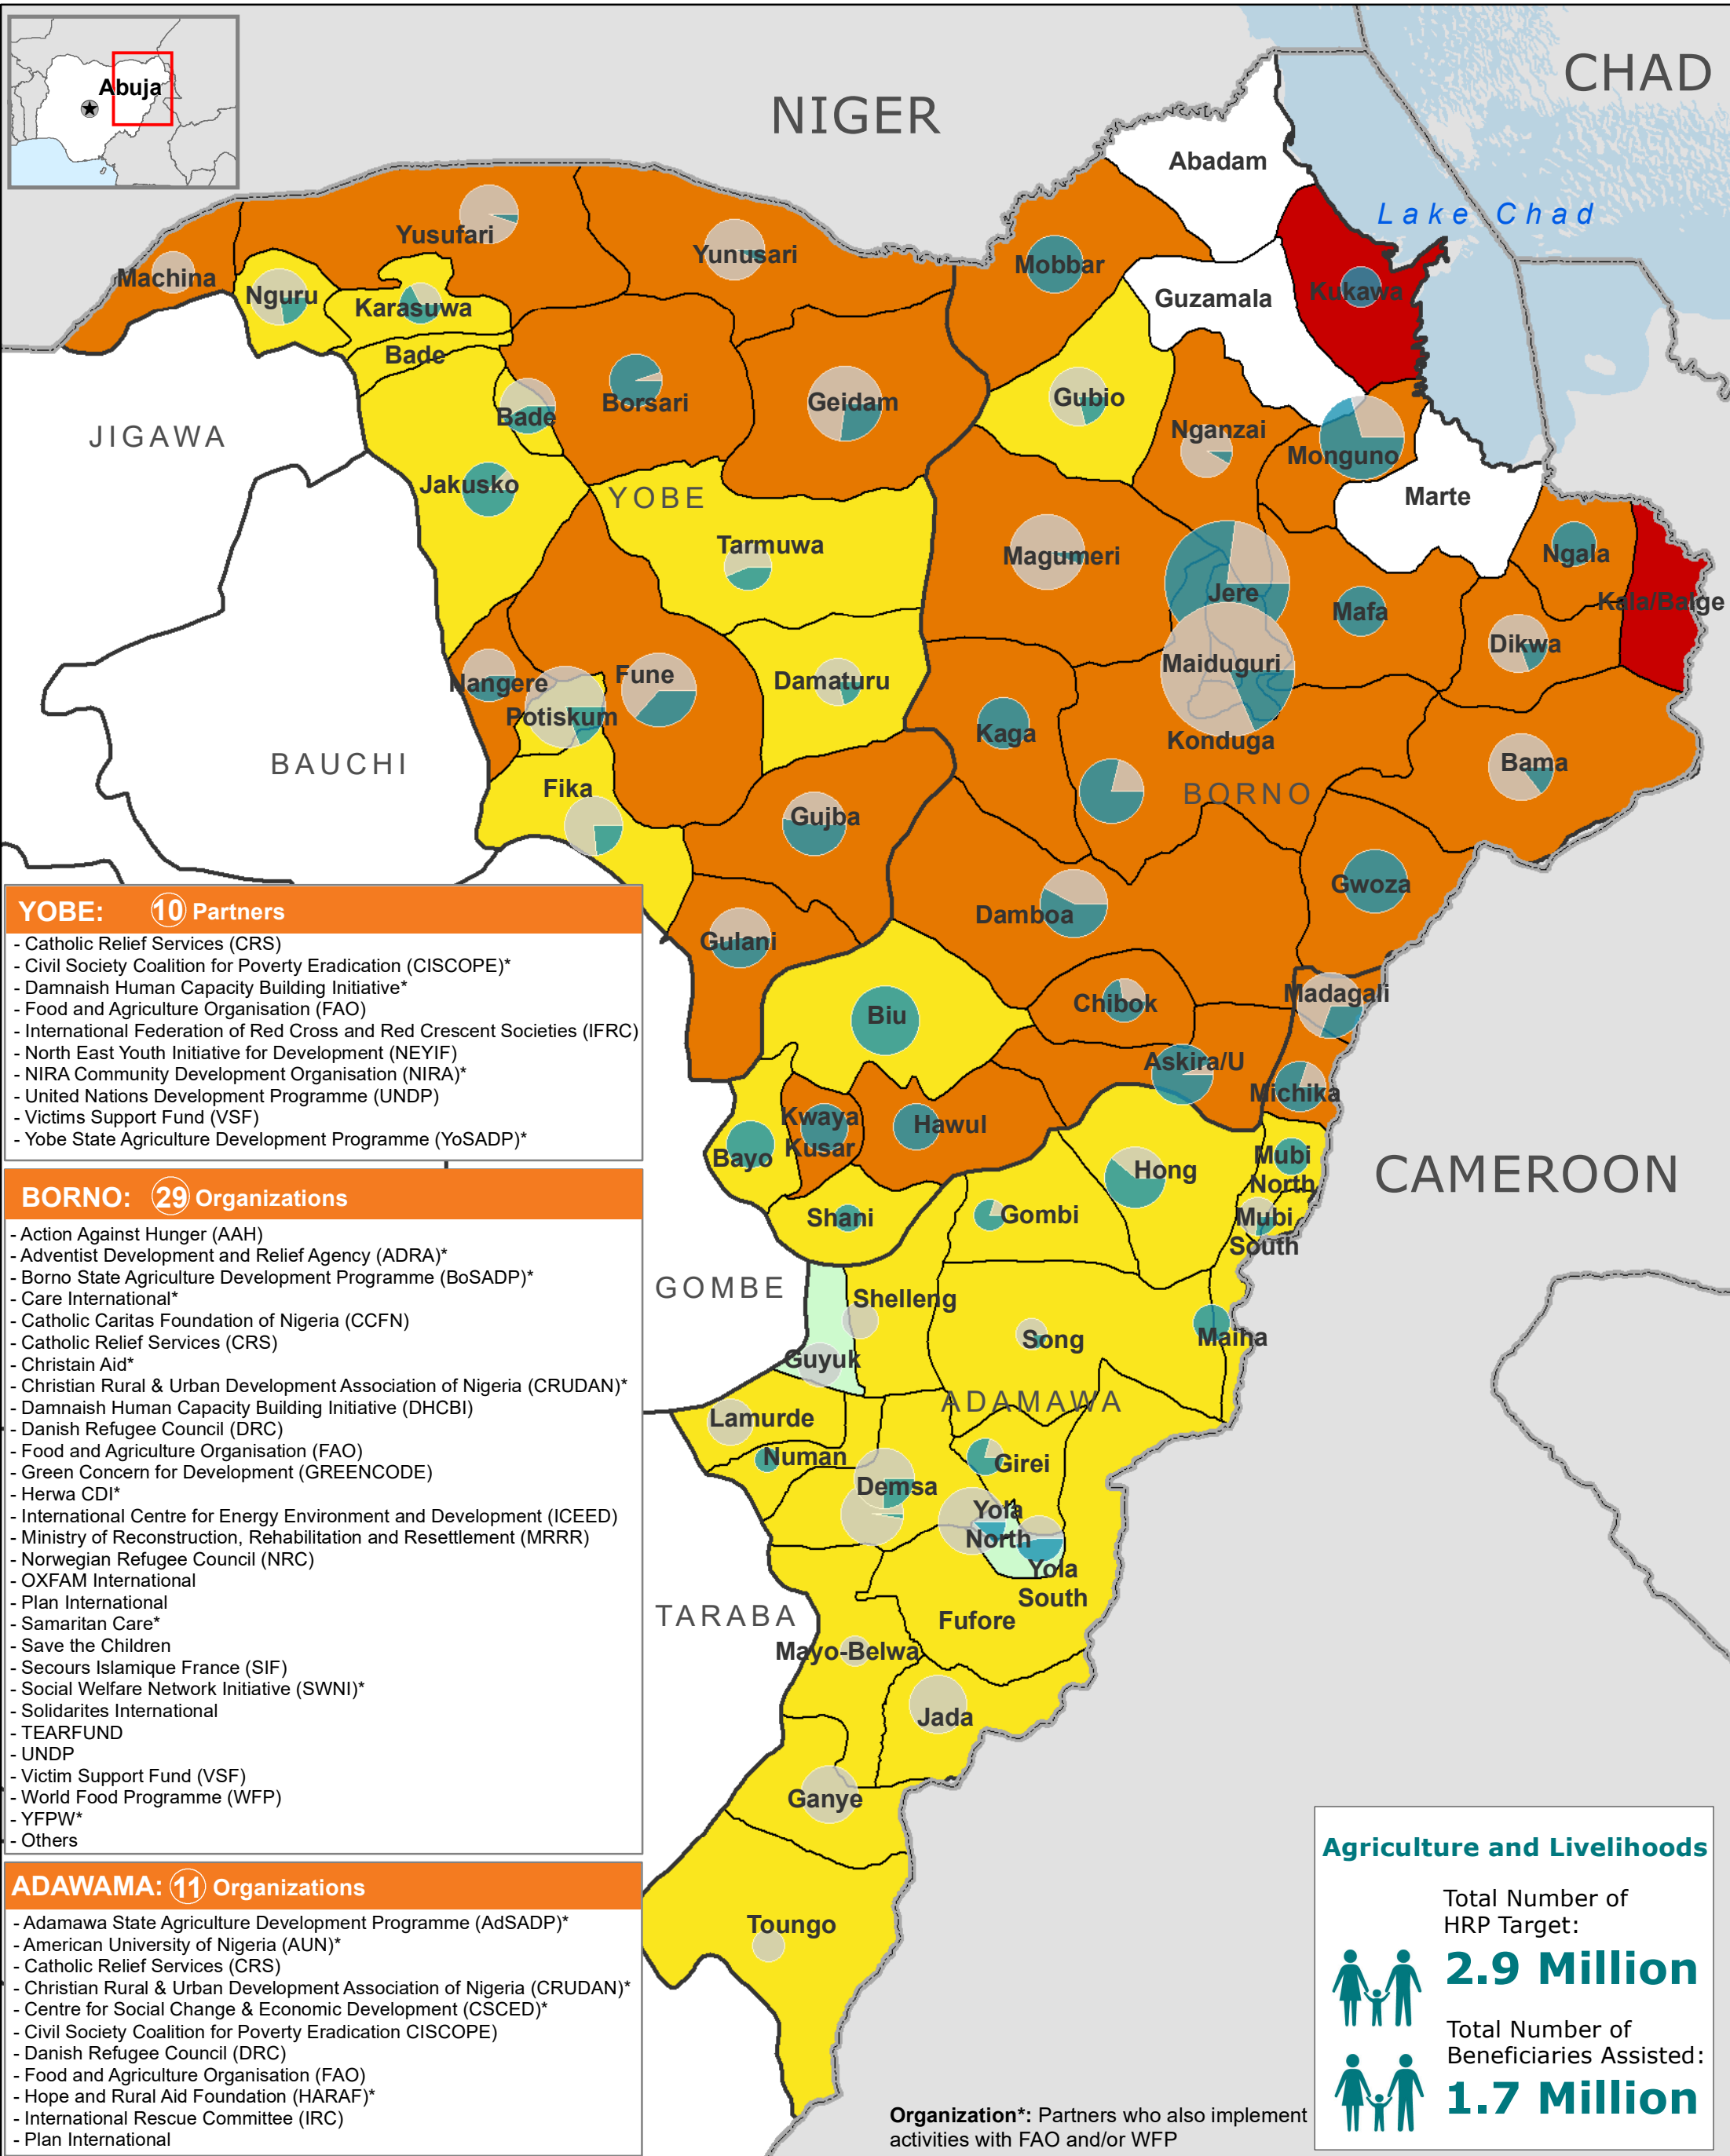 Abuja
NIGER
CHAD
Lake Chad
Abadam
Yusufari
Yunusari
Mobbar
Machina
Nguru
Karasuwa
Guzamala
Kukawa
Bade
Borsari
Geidam
Gubio
Bade
JIGAWA
Nganzai
Monguno
Jakusko
YOBE
Marte
Tarmuwa
Magumeri
Ngala
Jere
Mafa
Kala/Balge
Dikwa
Nangere
Fune
Damaturu
Maiduguri
Potiskum
Kaga
Konduga
BAUCHI
Bama
Fika
BORNO
Gujba
Gwoza
Damboa
Gulani
Chibok
Madagali
Biu
Askira/U
Michika
Kwaya
Kusar
Hawul
Bayo
Mubi
North
Hong
CAMEROON
Shani
Gombi
Mubi
South
GOMBE
Shelleng
Song
Maiha
Guyuk
ADAMAWA
Lamurde
Numan
Girei
Demsa
Yola
North
Yola
South
TARABA
Fufore
Mayo-Belwa
Jada
Ganye
Toungo
YOBE: 10 Partners
- Catholic Relief Services (CRS)
- Civil Society Coalition for Poverty Eradication (CISCOPE)*
- Damnaish Human Capacity Building Initiative*
- Food and Agriculture Organisation (FAO)
- International Federation of Red Cross and Red Crescent Societies (IFRC)
- North East Youth Initiative for Development (NEYIF)
- NIRA Community Development Organisation (NIRA)*
- United Nations Development Programme (UNDP)
- Victims Support Fund (VSF)
- Yobe State Agriculture Development Programme (YoSADP)*
BORNO: 29 Organizations
- Action Against Hunger (AAH)
- Adventist Development and Relief Agency (ADRA)*
- Borno State Agriculture Development Programme (BoSADP)*
- Care International*
- Catholic Caritas Foundation of Nigeria (CCFN)
- Catholic Relief Services (CRS)
- Christain Aid*
- Christian Rural & Urban Development Association of Nigeria (CRUDAN)*
- Damnaish Human Capacity Building Initiative (DHCBI)
- Danish Refugee Council (DRC)
- Food and Agriculture Organisation (FAO)
- Green Concern for Development (GREENCODE)
- Herwa CDI*
- International Centre for Energy Environment and Development (ICEED)
- Ministry of Reconstruction, Rehabilitation and Resettlement (MRRR)
- Norwegian Refugee Council (NRC)
- OXFAM International
- Plan International
- Samaritan Care*
- Save the Children
- Secours Islamique France (SIF)
- Social Welfare Network Initiative (SWNI)*
- Solidarites International
- TEARFUND
- UNDP
- Victim Support Fund (VSF)
- World Food Programme (WFP)
- YFPW*
- Others
ADAWAMA: 11 Organizations
- Adamawa State Agriculture Development Programme (AdSADP)*
- American University of Nigeria (AUN)*
- Catholic Relief Services (CRS)
- Christian Rural & Urban Development Association of Nigeria (CRUDAN)*
- Centre for Social Change & Economic Development (CSCED)*
- Civil Society Coalition for Poverty Eradication CISCOPE)
- Danish Refugee Council (DRC)
- Food and Agriculture Organisation (FAO)
- Hope and Rural Aid Foundation (HARAF)*
- International Rescue Committee (IRC)
- Plan International
Organization*: Partners who also implement
activities with FAO and/or WFP
Agriculture and Livelihoods
Total Number of
HRP Target:
2.9 Million
Total Number of
Beneficiaries Assisted:
1.7 Million